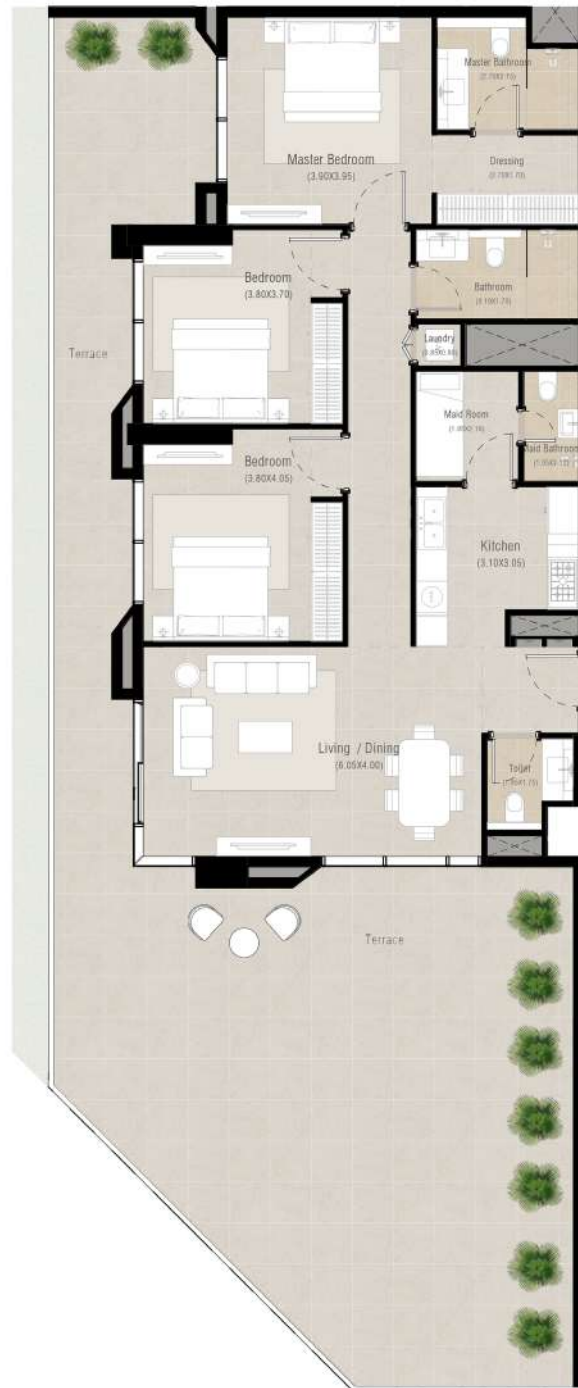 Master Bathroom
Master Bedroom
(3.90X3.95)
Dressing
Bedroom
(3.80X3.70)
Bathroom
Terrace
Laundry
Maid Room
Bedroom
(3.80X4.05)
Maid Bathroom
Kitchen
(3.10X3.05)
Living / Dining
(6.05X4.00)
Toilet
Terrace